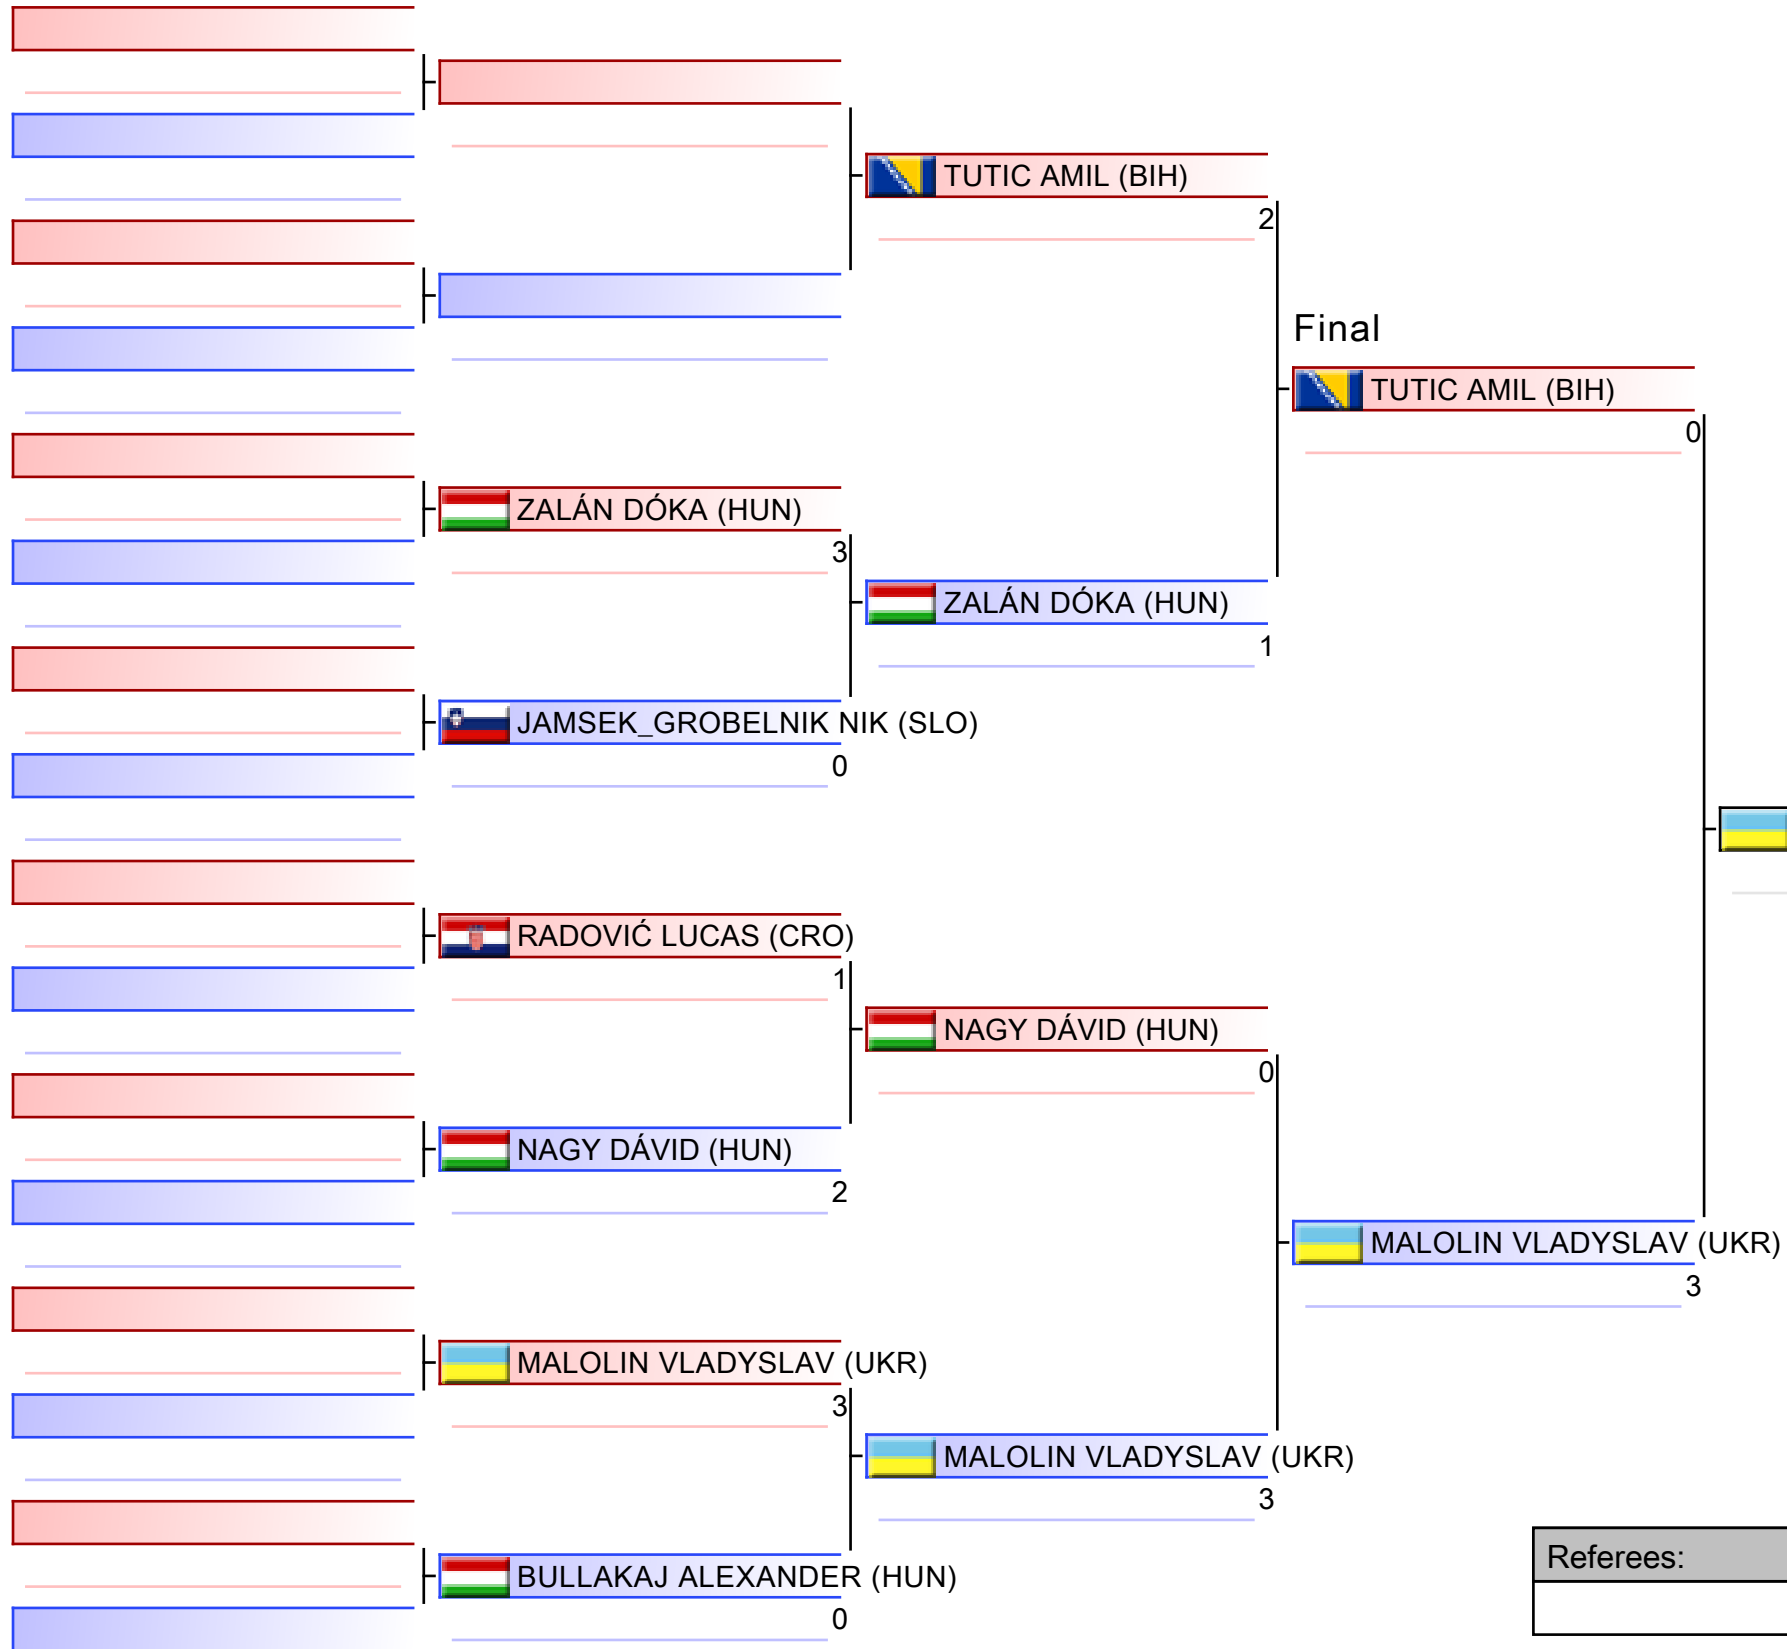 TUTIC AMIL (BIH)
2
Final
TUTIC AMIL (BIH)
0
ZALÁN DÓKA (HUN)
3
ZALÁN DÓKA (HUN)
1
JAMSEK_GROBELNIK NIK (SLO)
0
RADOVIĆ LUCAS (CRO)
1
NAGY DÁVID (HUN)
0
NAGY DÁVID (HUN)
2
MALOLIN VLADYSLAV (UKR)
3
MALOLIN VLADYSLAV (UKR)
3
MALOLIN VLADYSLAV (UKR)
3
BULLAKAJ ALEXANDER (HUN)
0
Referees: